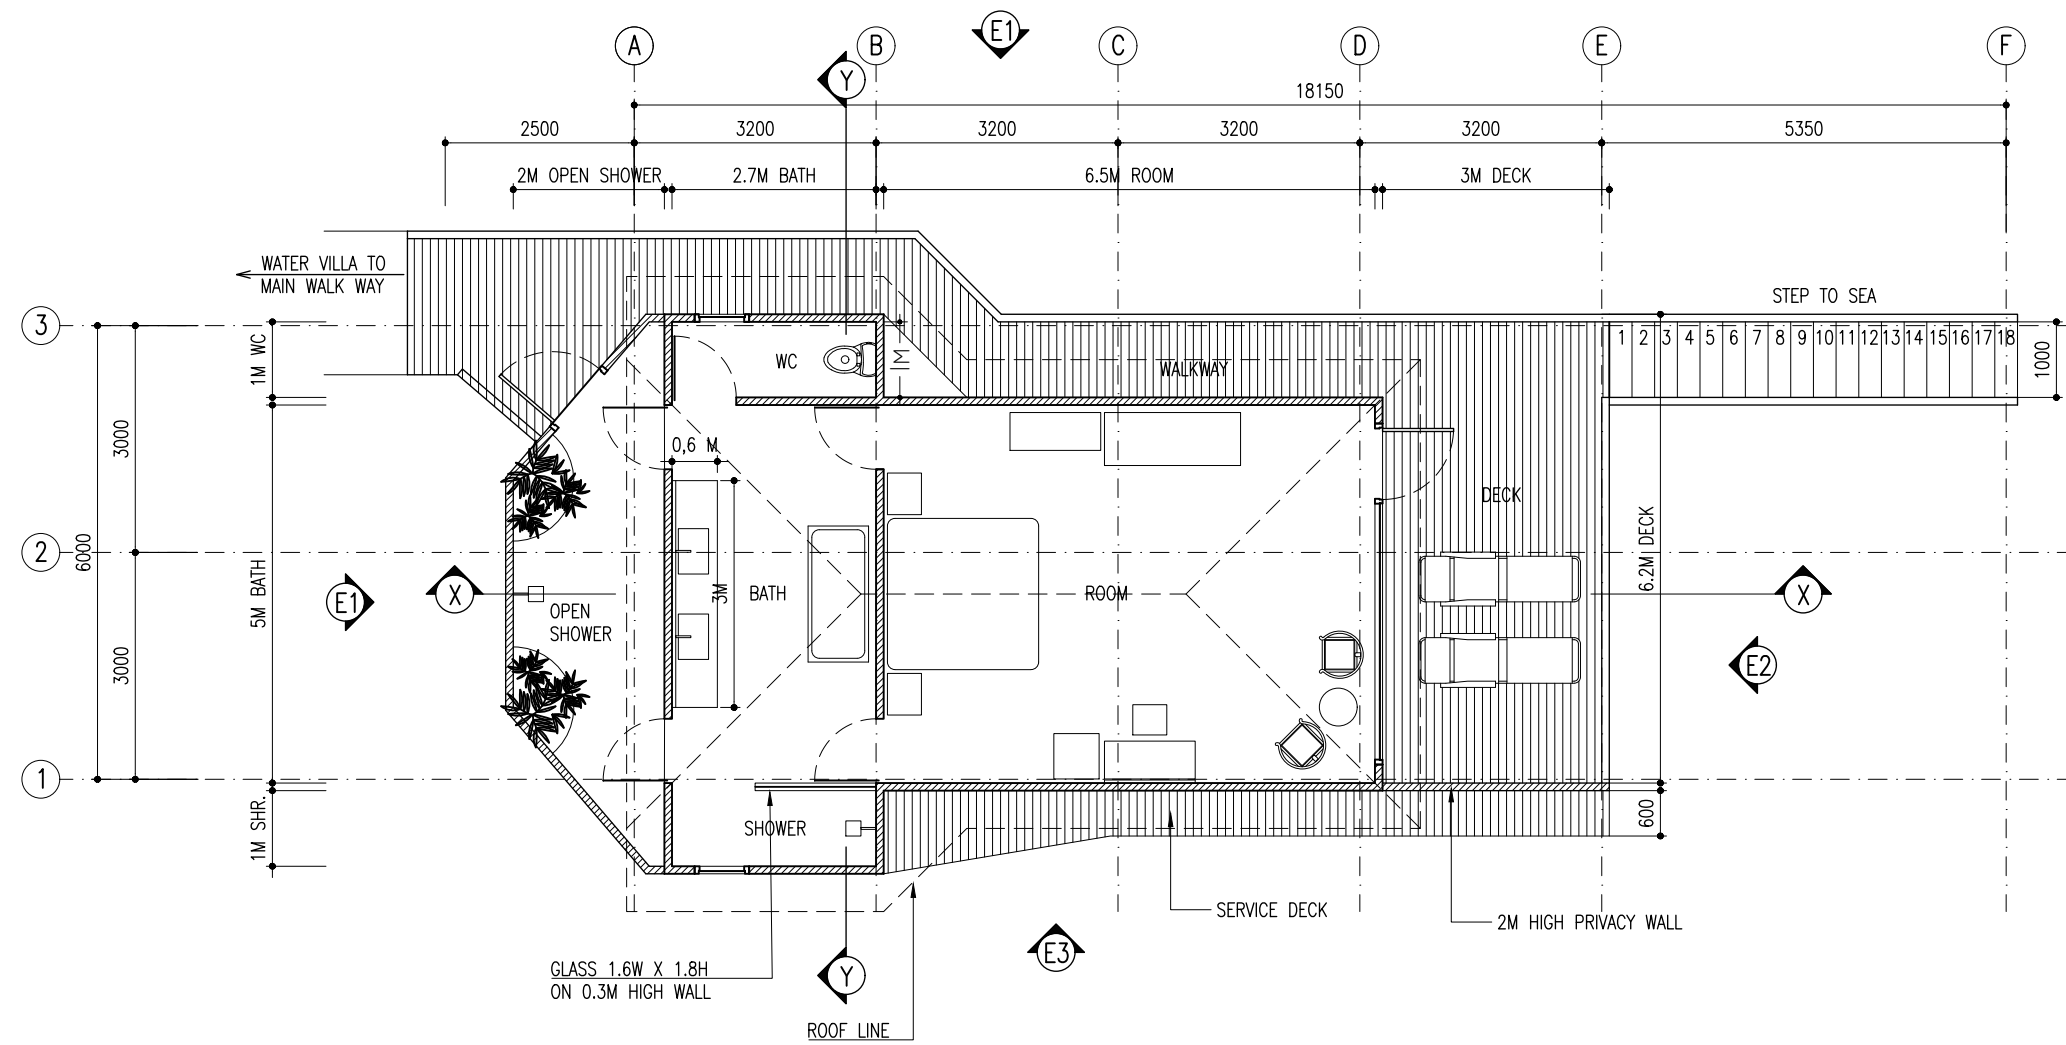 A
B
C
D
E
F
E1
Y
18150
2500
3200
3200
3200
3200
5350
2M OPEN SHOWER
2.7M BATH
6.5M ROOM
3M DECK
WATER VILLA TO
MAIN WALK WAY
STEP TO SEA
3
1M WC
WC
1M
WALKWAY
1 2 3 4 5 6 7 8 9 10 11 12 13 14 15 16 17 18
1000
3000
0,6 M
DECK
2
6000
6.2M DECK
5M BATH
E1
X
OPEN
SHOWER
3M
BATH
ROOM
X
3000
E2
1
1M SHR.
SHOWER
600
SERVICE DECK
2M HIGH PRIVACY WALL
E3
GLASS 1.6W X 1.8H
ON 0.3M HIGH WALL
Y
ROOF LINE